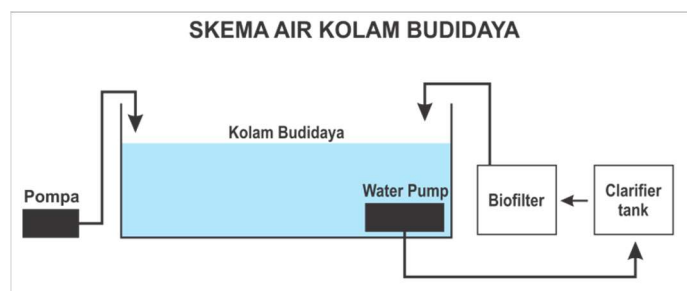 SKEMA AIR KOLAM BUDIDAYA
Kolam Budidaya
Pompa
Water Pump
Biofilter
Clarifier
tank